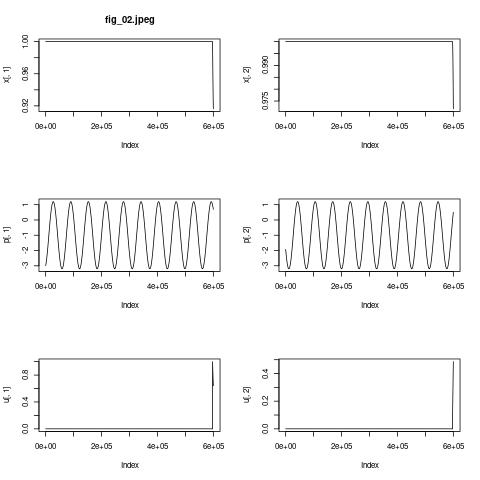 fig_02.jpeg
x[, 1]
1.00
0.96
0.92
0e+00 2e+05 4e+05 6e+05
Index
x[, 2]
0.990
0.975
0e+00 2e+05 4e+05 6e+05
Index
p[, 1]
1
0
-1
-2
-3
0e+00 2e+05 4e+05 6e+05
Index
p[, 2]
1
0
-1
-2
-3
0e+00 2e+05 4e+05 6e+05
Index
u[, 1]
0.8
0.4
0.0
0e+00 2e+05 4e+05 6e+05
Index
u[, 2]
0.4
0.2
0.0
0e+00 2e+05 4e+05 6e+05
Index